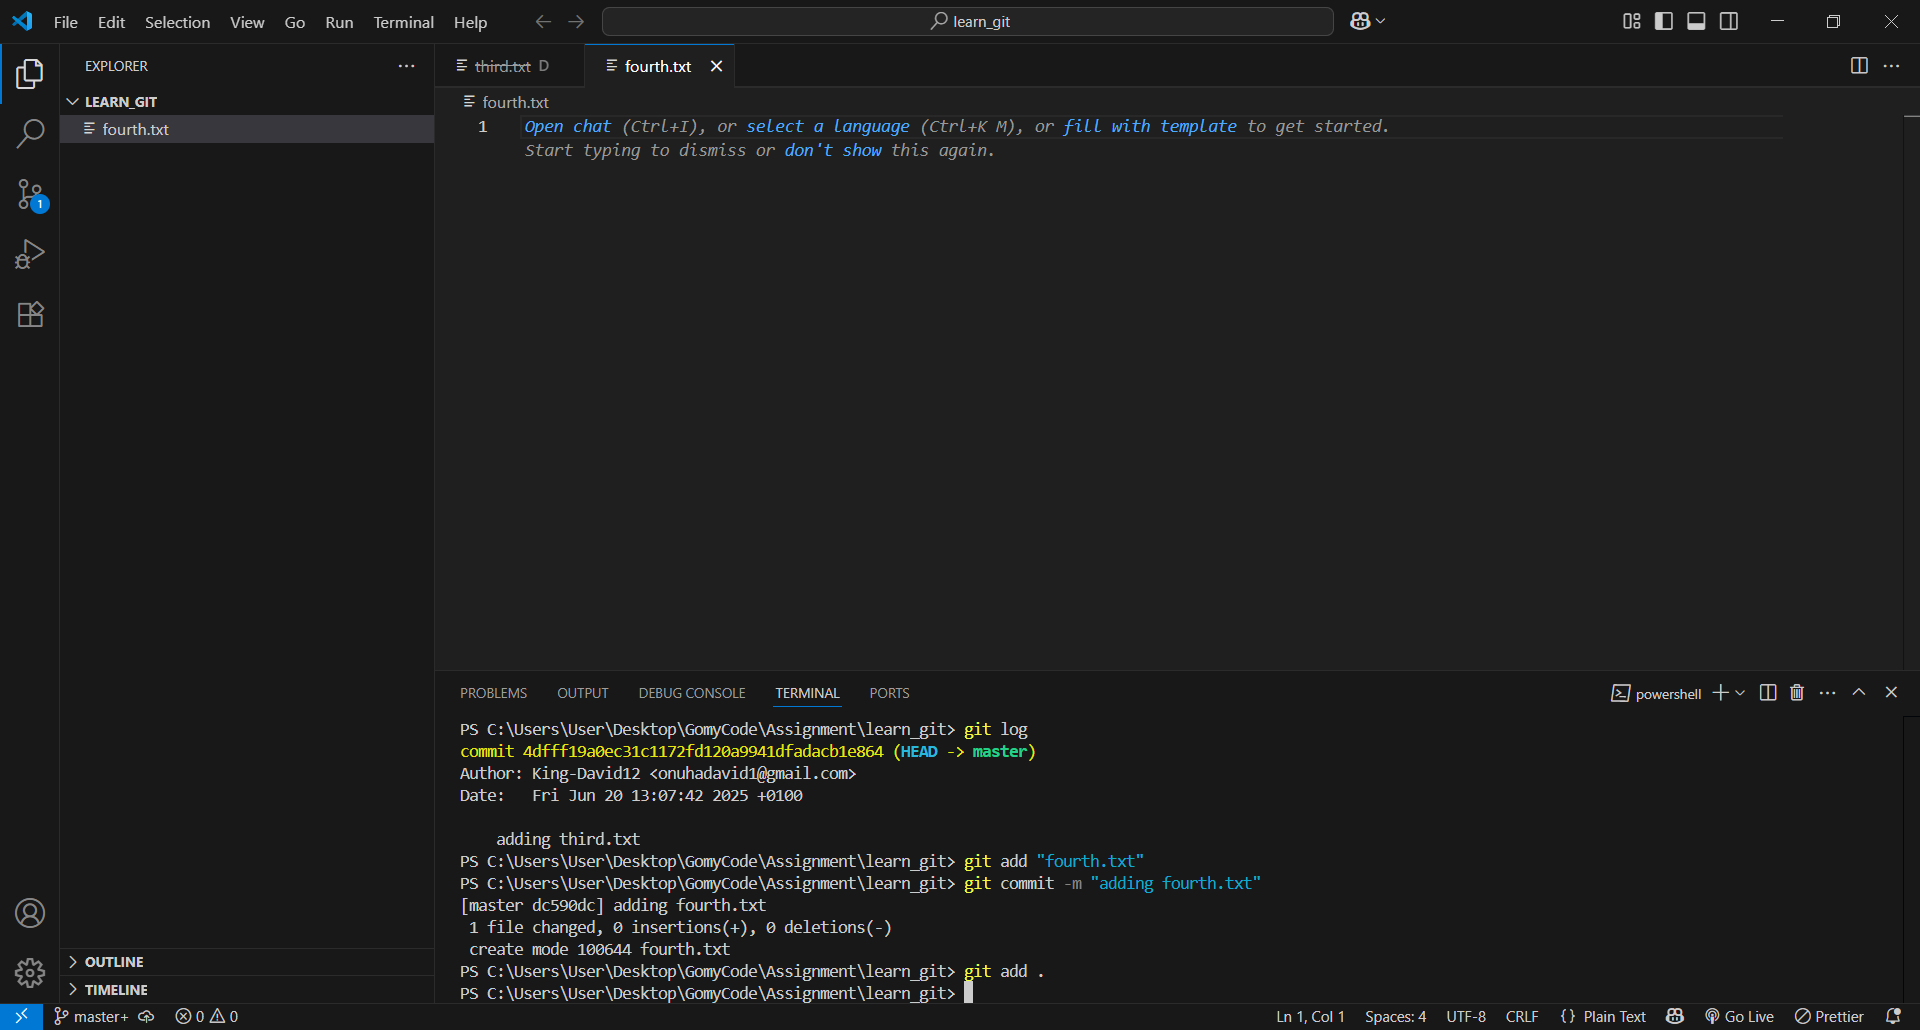 File Edit Selection View Go Run Terminal Help learn_git
EXPLORER
LEARN_GIT
fourth.txt
1
third.txt D fourth.txt
fourth.txt
1 Open chat (Ctrl+I), or select a language (Ctrl+K M), or fill with template to get started.
Start typing to dismiss or don't show this again.
PROBLEMS OUTPUT DEBUG CONSOLE TERMINAL PORTS powershell
PS C:\Users\User\Desktop\GomyCode\Assignment\learn_git> git log
commit 4dfff19a0ec31c1172fd120a9941dfadacb1e864 (HEAD -> master)
Author: King-David12 <onuhadavid1@gmail.com>
Date:   Fri Jun 20 13:07:42 2025 +0100
adding third.txt
PS C:\Users\User\Desktop\GomyCode\Assignment\learn_git> git add "fourth.txt"
PS C:\Users\User\Desktop\GomyCode\Assignment\learn_git> git commit -m "adding fourth.txt"
[master dc590dc] adding fourth.txt
1 file changed, 0 insertions(+), 0 deletions(-)
create mode 100644 fourth.txt
PS C:\Users\User\Desktop\GomyCode\Assignment\learn_git> git add .
PS C:\Users\User\Desktop\GomyCode\Assignment\learn_git>
OUTLINE
TIMELINE
master+ 0 0 Ln 1, Col 1 Spaces: 4 UTF-8 CRLF {} Plain Text Go Live Prettier